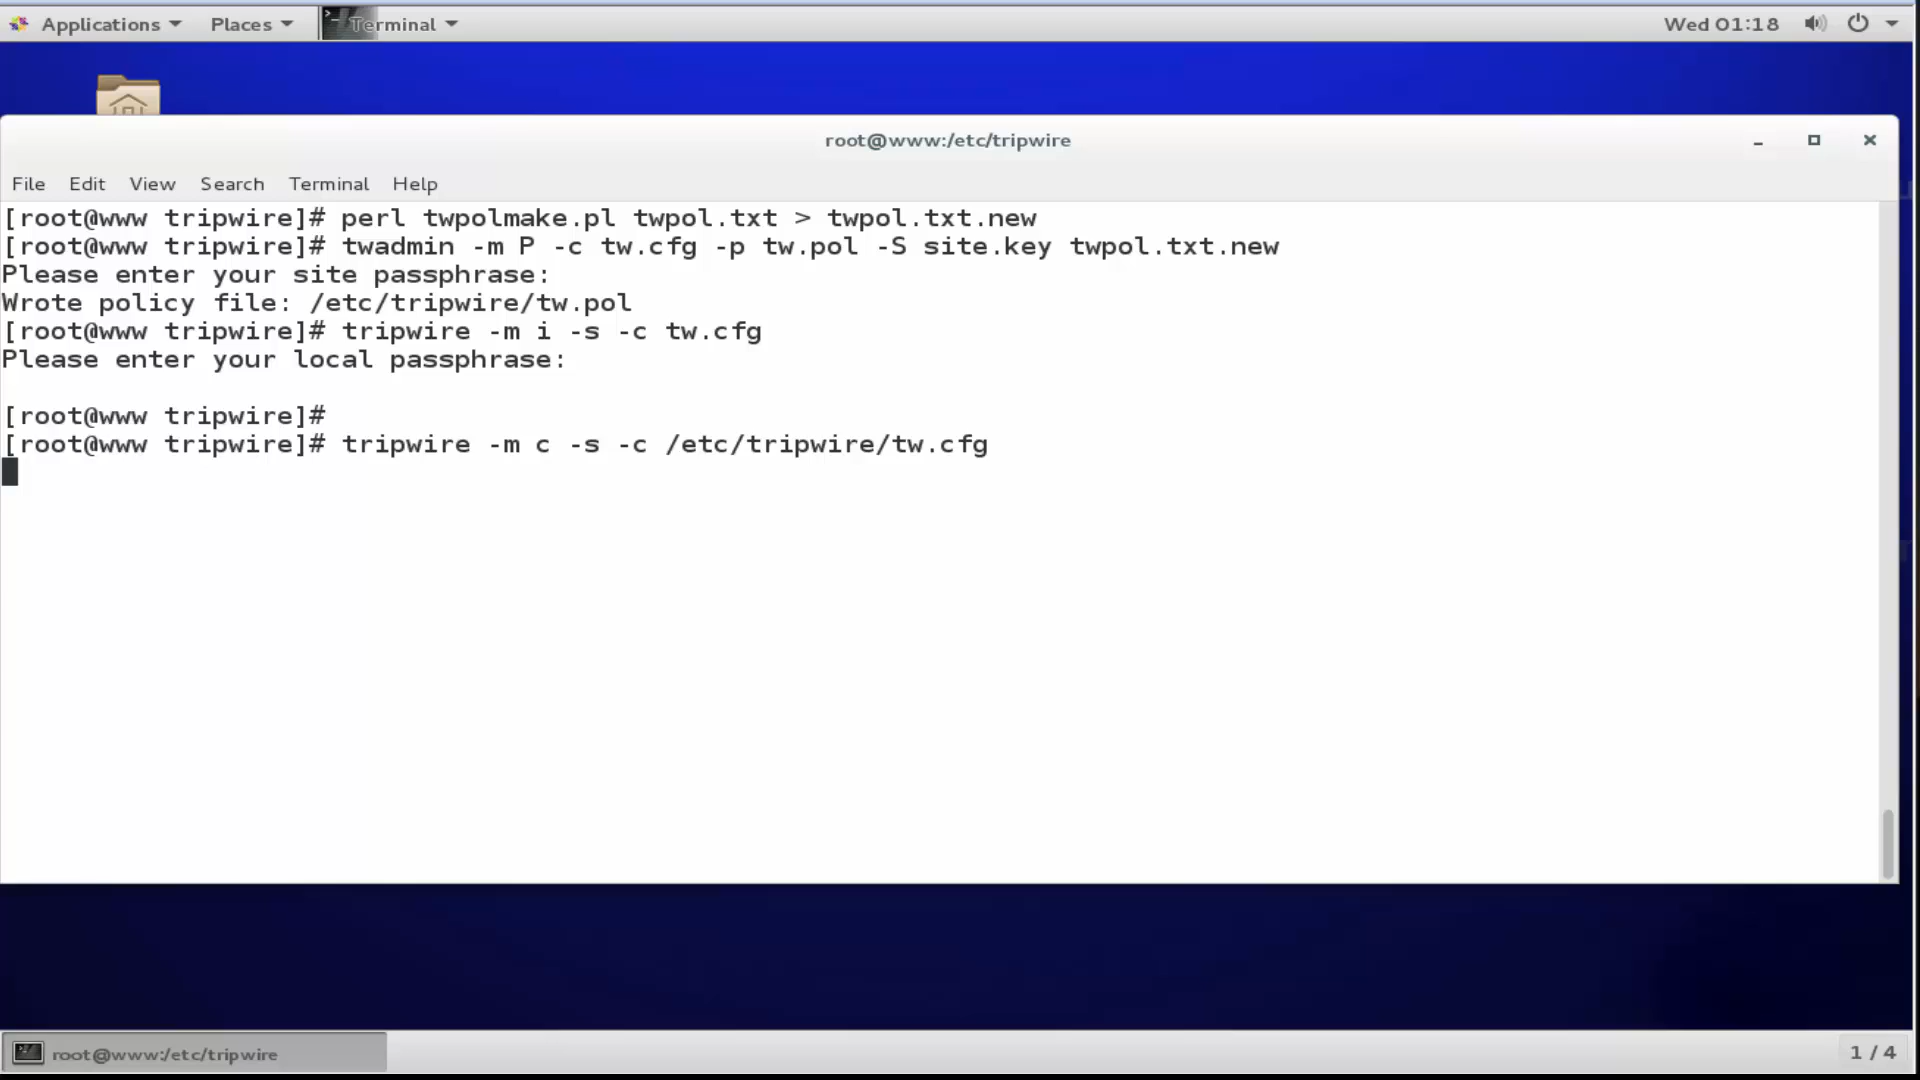 Applications Places Terminal Wed 01:18
root@www:/etc/tripwire
File Edit View Search Terminal Help
[root@www tripwire]# perl twpolmake.pl twpol.txt > twpol.txt.new
[root@www tripwire]# twadmin -m P -c tw.cfg -p tw.pol -S site.key twpol.txt.new
Please enter your site passphrase:
Wrote policy file: /etc/tripwire/tw.pol
[root@www tripwire]# tripwire -m i -s -c tw.cfg
Please enter your local passphrase:
[root@www tripwire]#
[root@www tripwire]# tripwire -m c -s -c /etc/tripwire/tw.cfg
root@www:/etc/tripwire 1 / 4